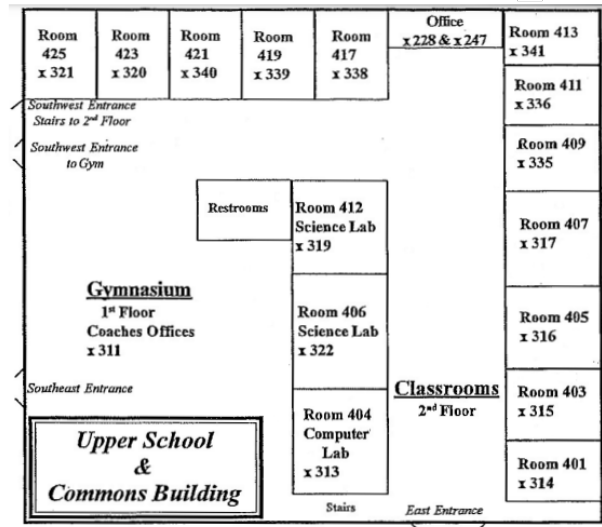 Room
425
x 321
Room
423
x 320
Room
421
x 340
Room
419
x 339
Room
417
x 338
Office
x 228 & x 247
Room 413
x 341
Room 411
x 336
Room 409
x 335
Room 407
x 317
Room 405
x 316
Room 403
x 315
Room 401
x 314
Southwest Entrance
Stairs to 2nd Floor
Southwest Entrance
to Gym
Restrooms
Room 412
Science Lab
x 319
Room 406
Science Lab
x 322
Room 404
Computer
Lab
x 313
Gymnasium
1st Floor
Coaches Offices
x 311
Southeast Entrance
Classrooms
2nd Floor
Upper School
&
Commons Building
Stairs
East Entrance